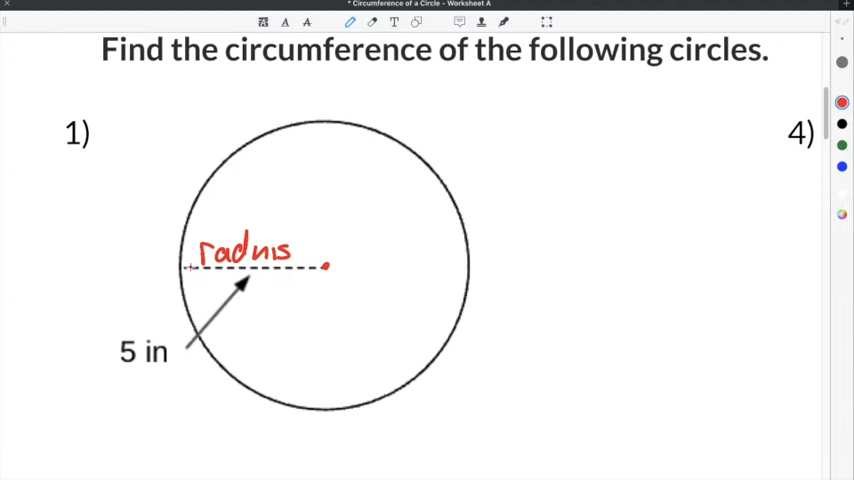 * Circumference of a Circle - Worksheet A
Find the circumference of the following circles.
1)
4)
radius
5 in